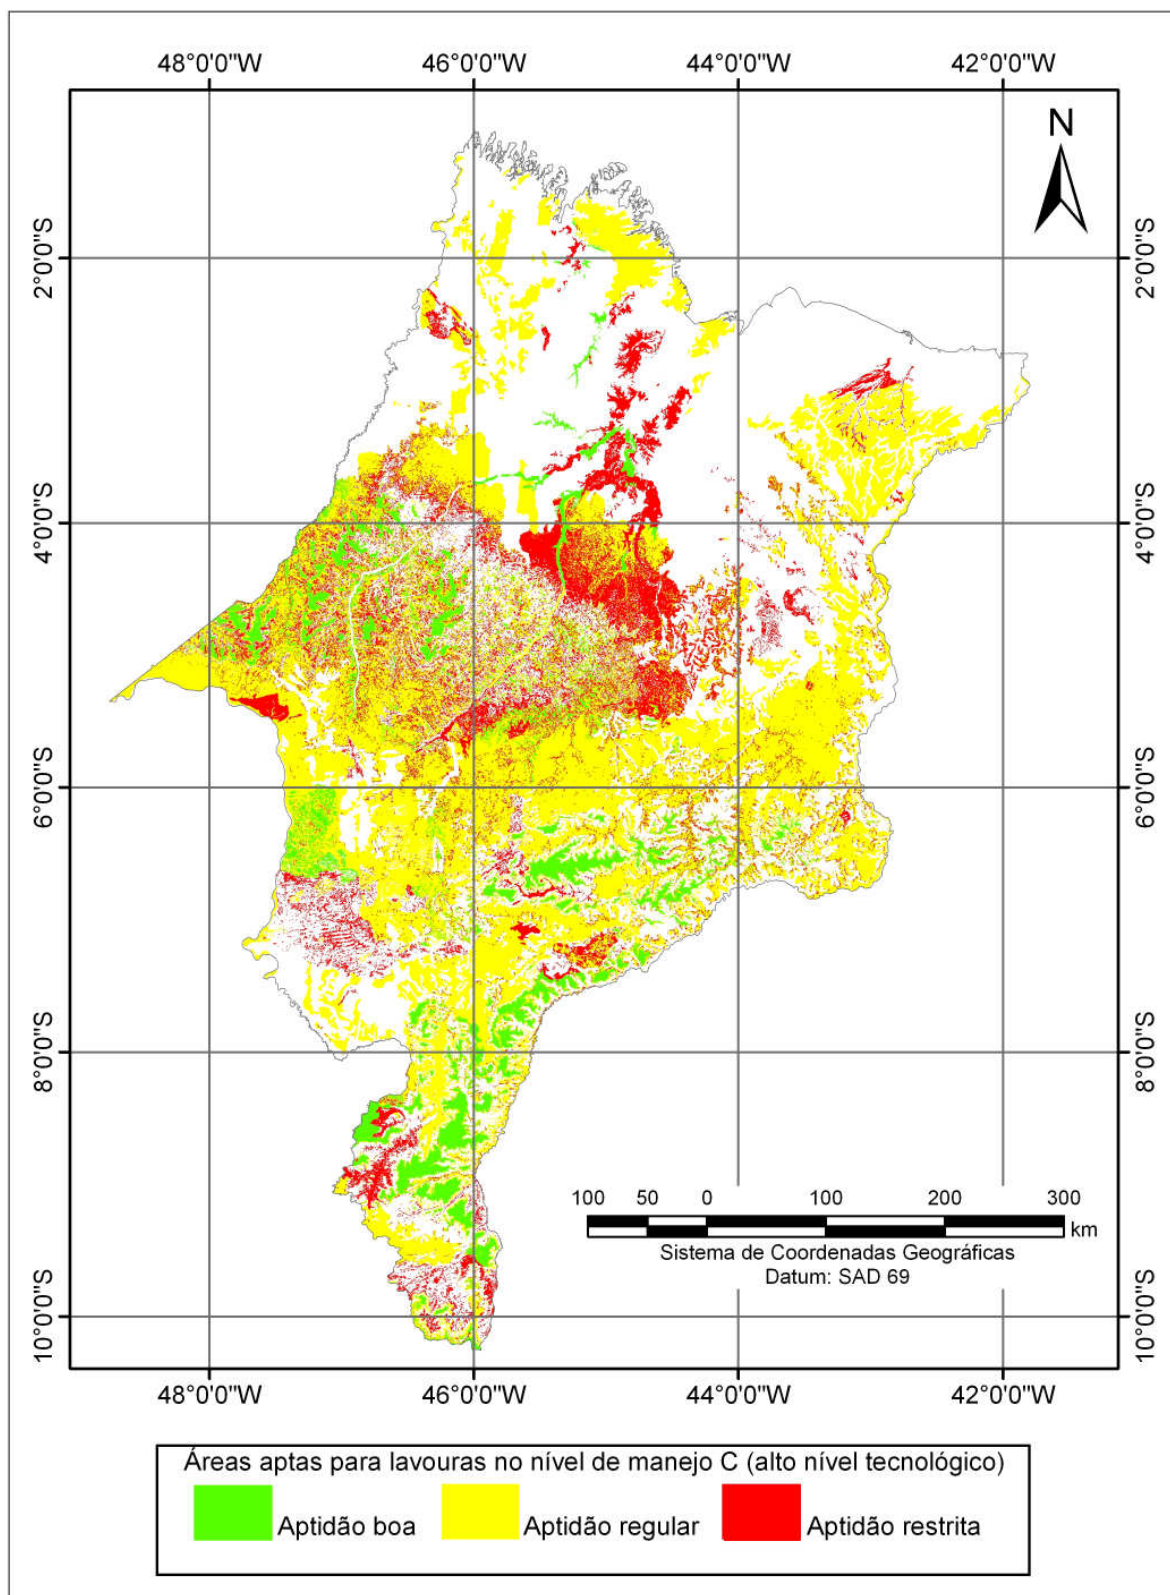 48°0'0"W 46°0'0"W 44°0'0"W 42°0'0"W
N
2°0'0"S 2°0'0"S
4°0'0"S 4°0'0"S
6°0'0"S 6°0'0"S
8°0'0"S 8°0'0"S
100 50 0 100 200 300
km
Sistema de Coordenadas Geográficas
Datum: SAD 69
10°0'0"S 10°0'0"S
48°0'0"W 46°0'0"W 44°0'0"W 42°0'0"W
Áreas aptas para lavouras no nível de manejo C (alto nível tecnológico)
Aptidão boa Aptidão regular Aptidão restrita